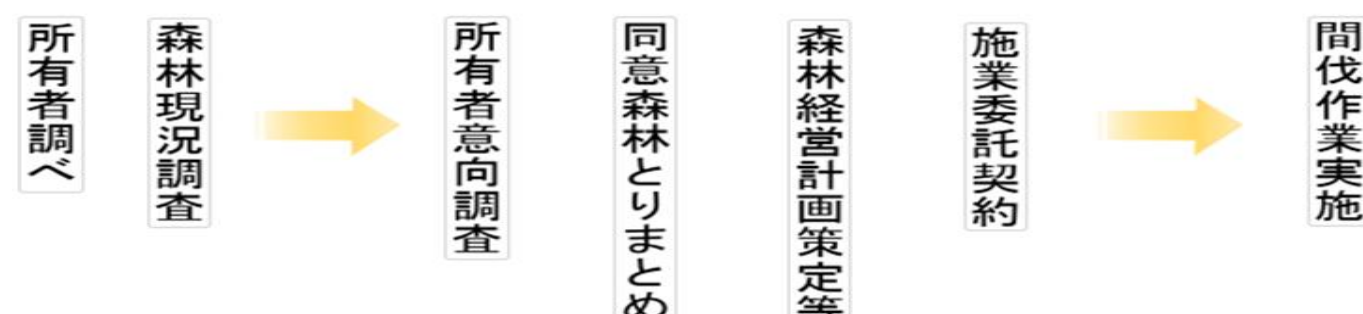 所有者調べ
森林現況調査
所有者意向調査
同意森林とりまとめ
森林経営計画策定等
施業委託契約
間伐作業実施